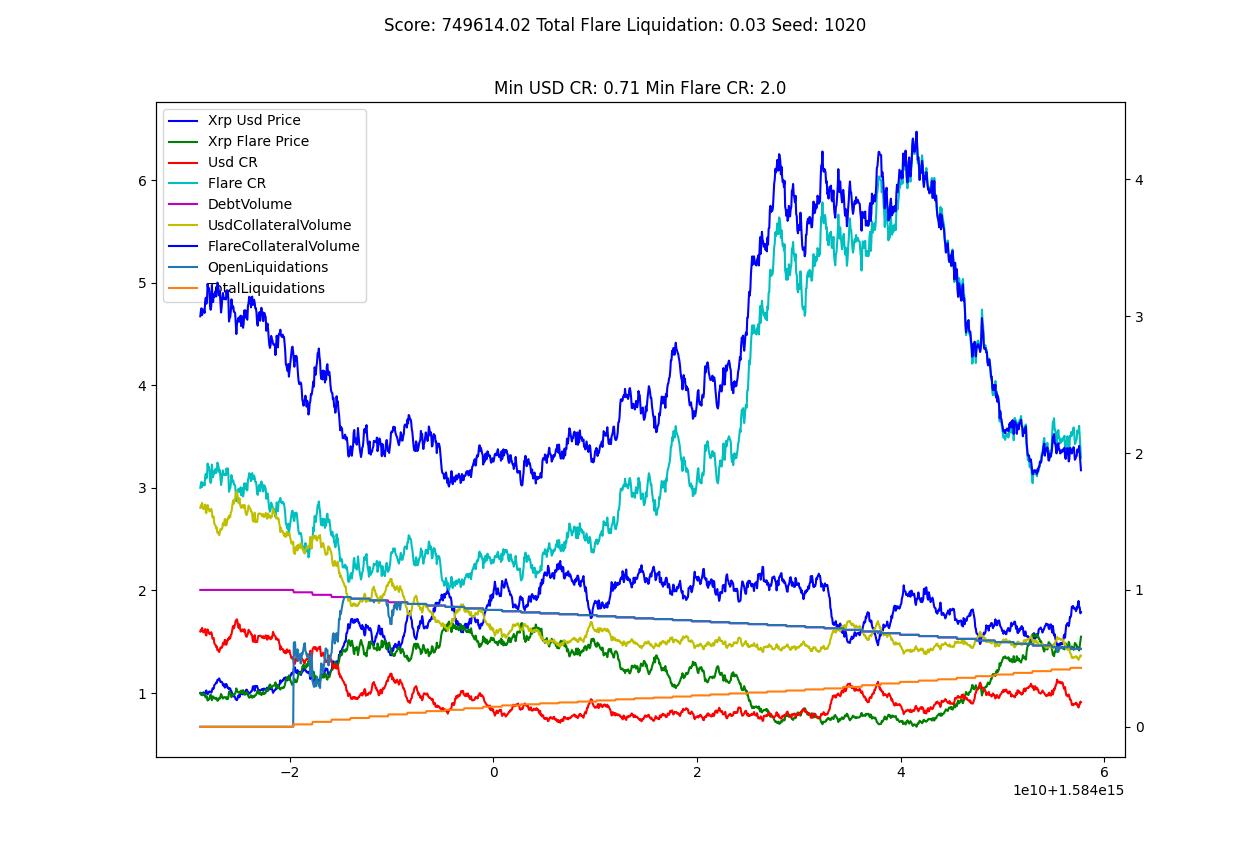 Score: 749614.02 Total Flare Liquidation: 0.03 Seed: 1020
Min USD CR: 0.71 Min Flare CR: 2.0
Xrp Usd Price
Xrp Flare Price
Usd CR
Flare CR
DebtVolume
UsdCollateralVolume
FlareCollateralVolume
OpenLiquidations
TotalLiquidations
6
5
4
3
2
1
4
3
2
1
0
−2
0
2
4
6
1e10+1.584e15